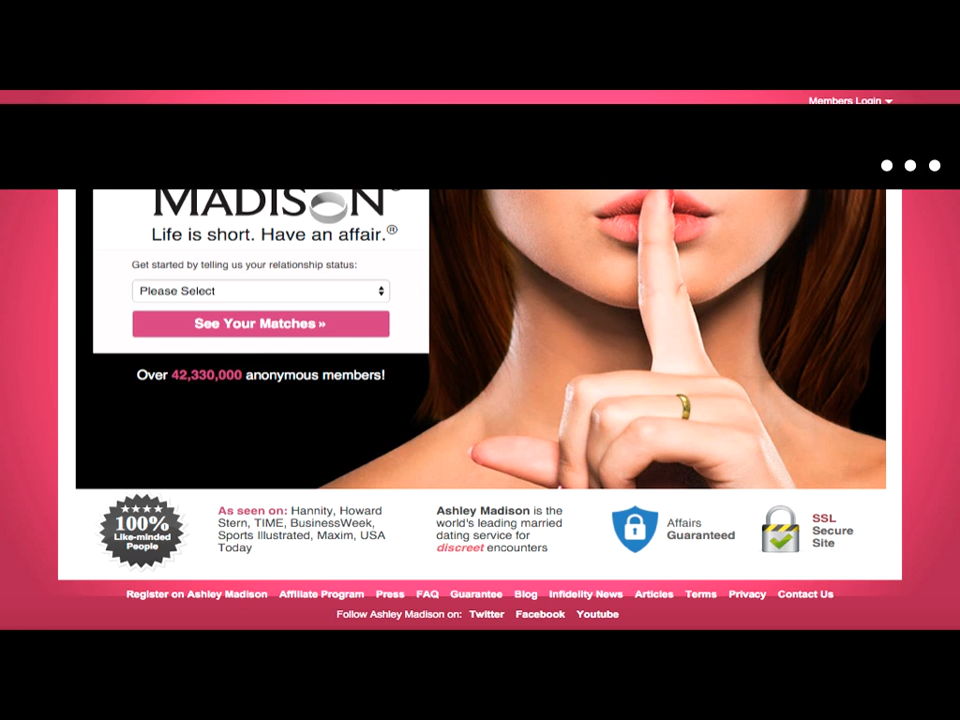 Members Login
MADISON
Life is short. Have an affair.®
Get started by telling us your relationship status:
Please Select
See Your Matches »
Over 42,330,000 anonymous members!
100%
Like-minded
People
As seen on: Hannity, Howard
Stern, TIME, BusinessWeek,
Sports Illustrated, Maxim, USA
Today
Ashley Madison is the
world's leading married
dating service for
discreet encounters
Affairs
Guaranteed
SSL
Secure
Site
Register on Ashley Madison Affiliate Program Press FAQ Guarantee Blog Infidelity News Articles Terms Privacy Contact Us
Follow Ashley Madison on: Twitter Facebook Youtube